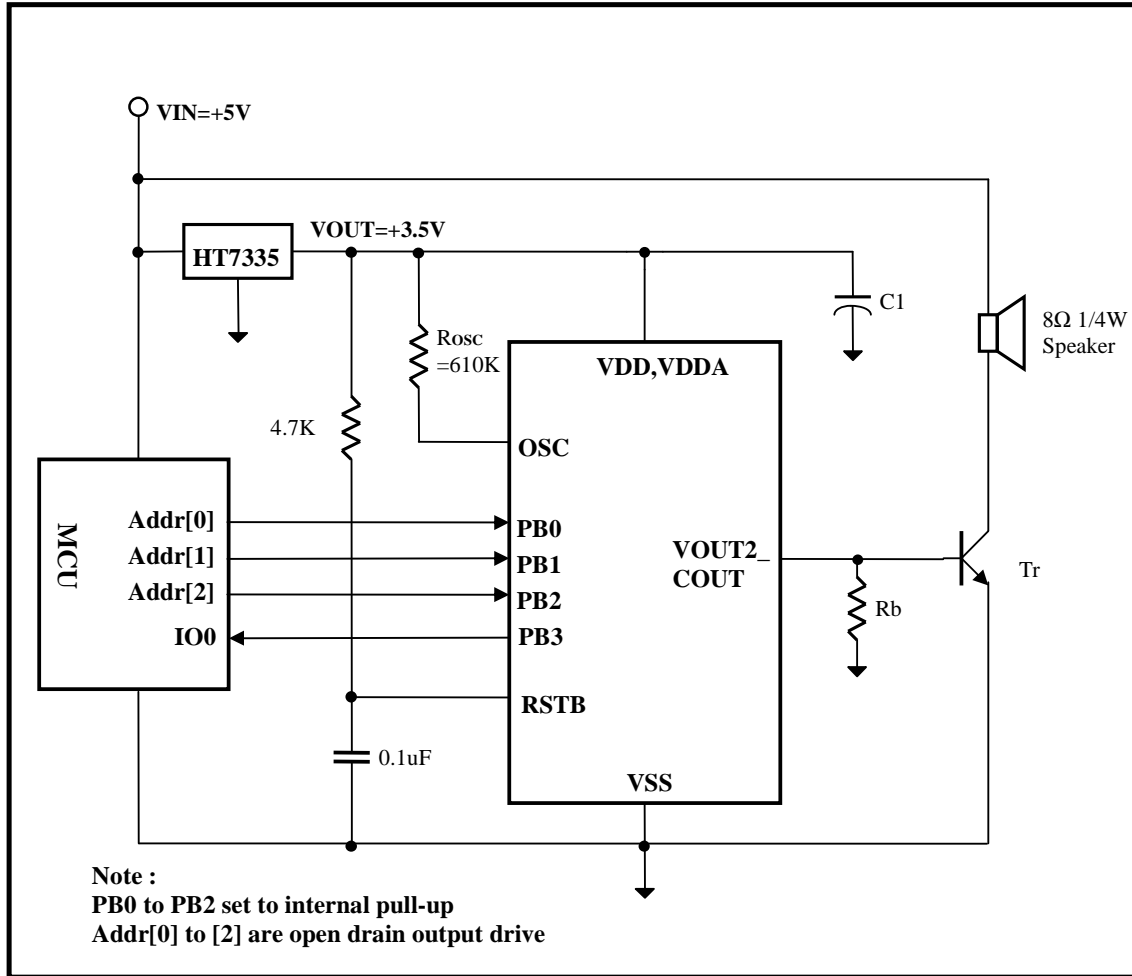 VIN=+5V
VOUT=+3.5V
HT7335
C1
8Ω 1/4W
Speaker
Rosc
=610K
VDD,VDDA
4.7K
OSC
MCU
Addr[0]
Addr[1]
Addr[2]
IO0
PB0
PB1
PB2
PB3
VOUT2_
COUT
Tr
Rb
RSTB
0.1uF
VSS
Note :
PB0 to PB2 set to internal pull-up
Addr[0] to [2] are open drain output drive